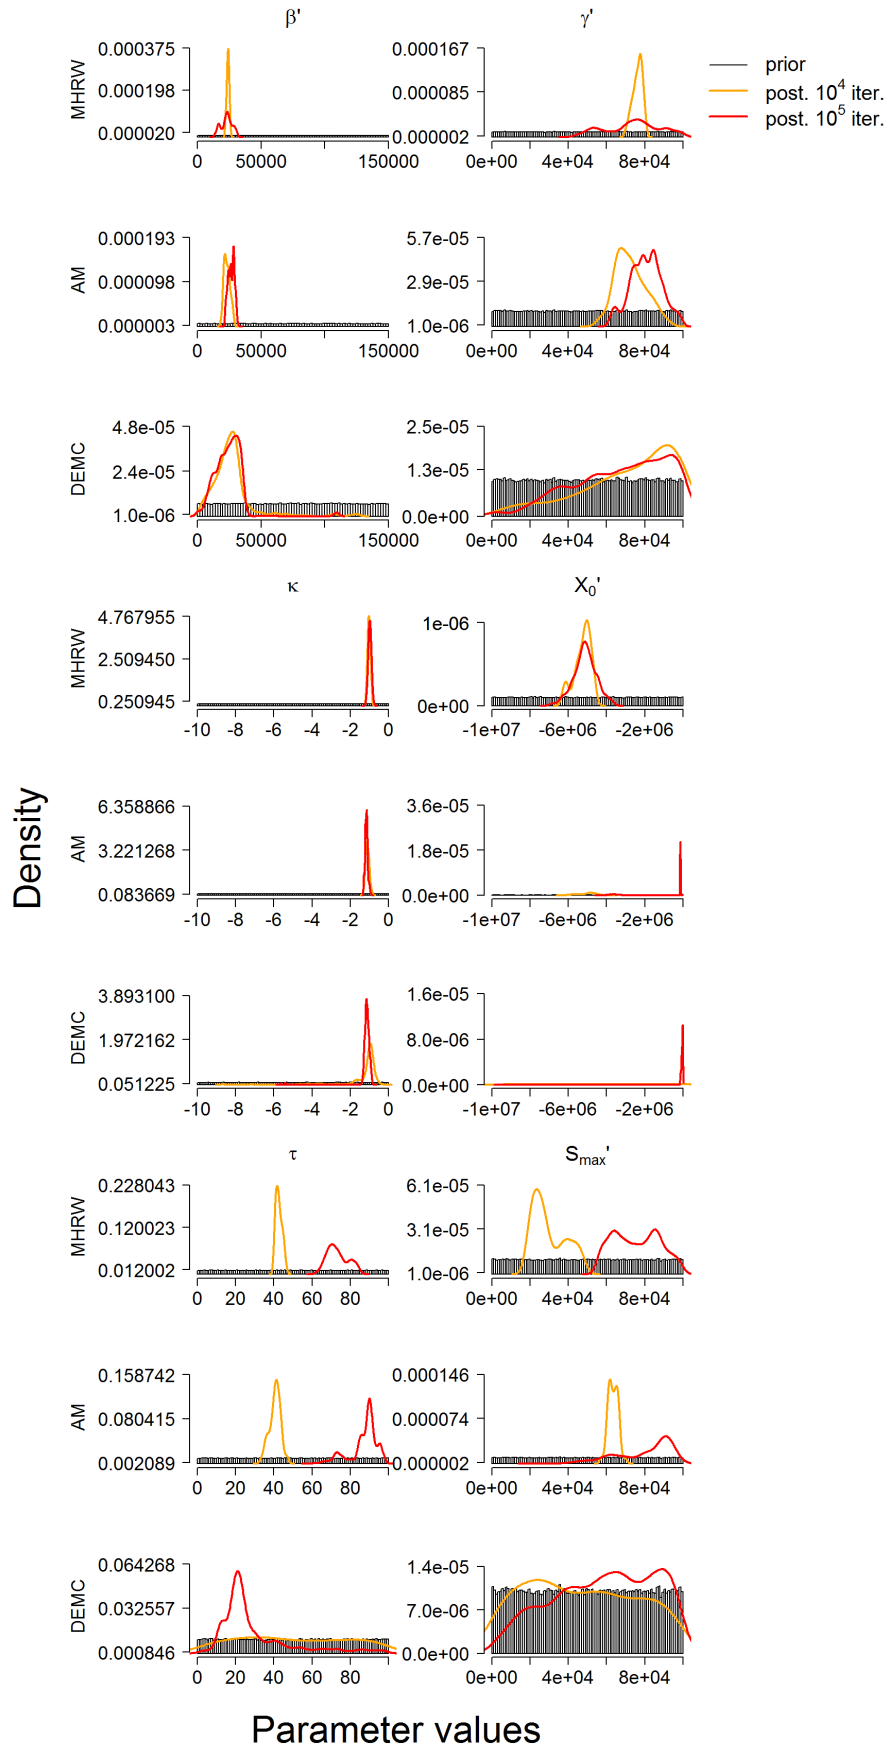 β' γ'
MHRW
0.000375
0.000198
0.000020
0 50000 150000
0.000167
0.000085
0.000002
0e+00 4e+04 8e+04
prior
post. 10⁴ iter.
post. 10⁵ iter.
AM
0.000193
0.000098
0.000003
0 50000 150000
5.7e-05
2.9e-05
1.0e-06
0e+00 4e+04 8e+04
DEMC
4.8e-05
2.4e-05
1.0e-06
0 50000 150000
2.5e-05
1.3e-05
0.0e+00
0e+00 4e+04 8e+04
κ X₀'
MHRW
4.767955
2.509450
0.250945
-10 -8 -6 -4 -2 0
1e-06
0e+00
-1e+07 -6e+06 -2e+06
Density
AM
6.358866
3.221268
0.083669
-10 -8 -6 -4 -2 0
3.6e-05
1.8e-05
0.0e+00
-1e+07 -6e+06 -2e+06
DEMC
3.893100
1.972162
0.051225
-10 -8 -6 -4 -2 0
1.6e-05
8.0e-06
0.0e+00
-1e+07 -6e+06 -2e+06
τ Sₘₐₓ'
MHRW
0.228043
0.120023
0.012002
0 20 40 60 80
6.1e-05
3.1e-05
1.0e-06
0e+00 4e+04 8e+04
AM
0.158742
0.080415
0.002089
0 20 40 60 80
0.000146
0.000074
0.000002
0e+00 4e+04 8e+04
DEMC
0.064268
0.032557
0.000846
0 20 40 60 80
1.4e-05
7.0e-06
0.0e+00
0e+00 4e+04 8e+04
Parameter values